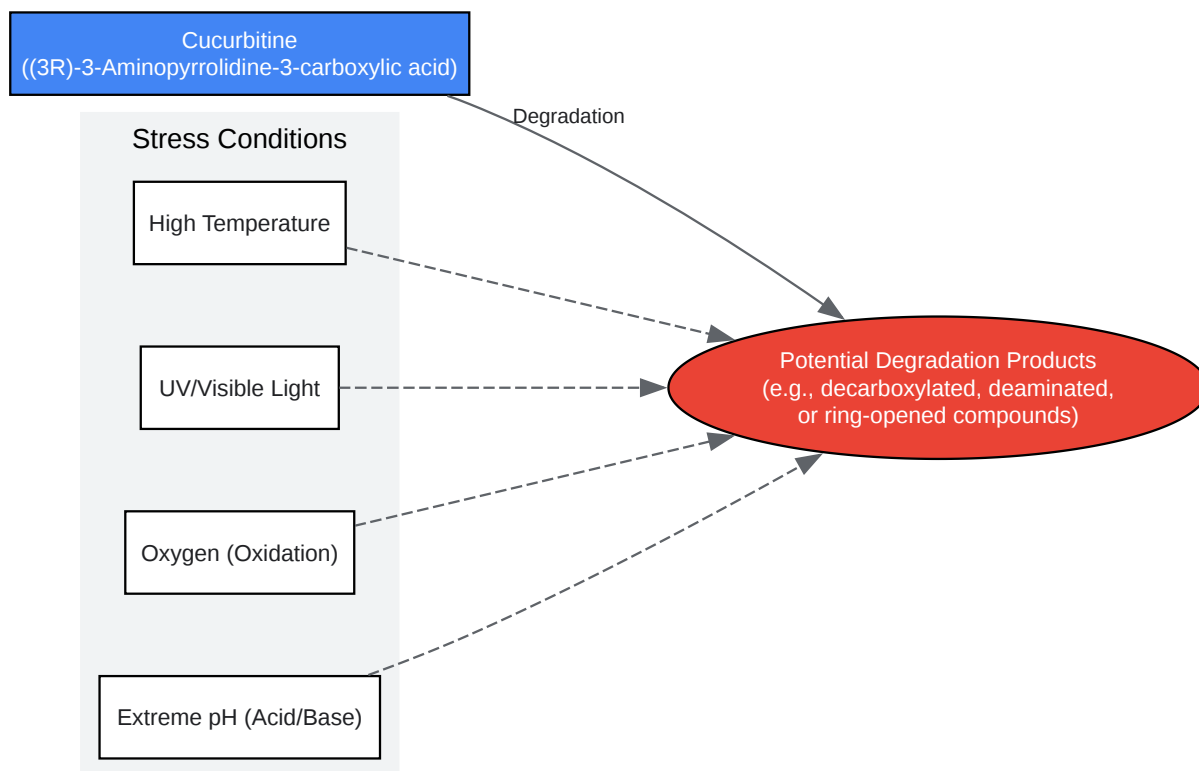 Cucurbitine
((3R)-3-Aminopyrrolidine-3-carboxylic acid)
Degradation
Stress Conditions
High Temperature
UV/Visible Light
Oxygen (Oxidation)
Extreme pH (Acid/Base)
Potential Degradation Products
(e.g., decarboxylated, deaminated,
or ring-opened compounds)